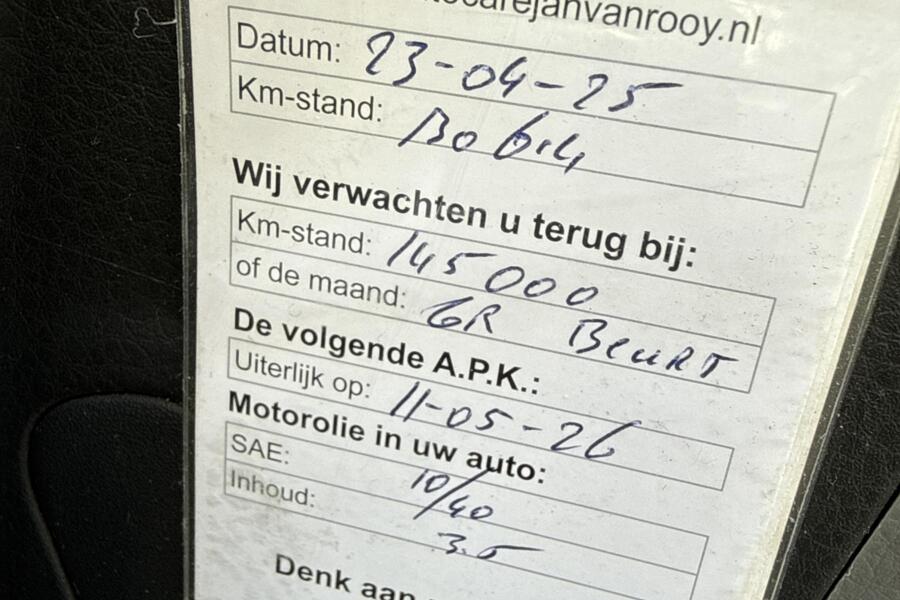 ocarejanvanrooy.nl
Datum: 23-04-25
Km-stand: 130614
Wij verwachten u terug bij:
Km-stand: 145000
of de maand: GR BEURT
De volgende A.P.K.:
Uiterlijk op: 11-05-26
Motorolie in uw auto:
SAE: 10/40
Inhoud: 3.5
Denk aan